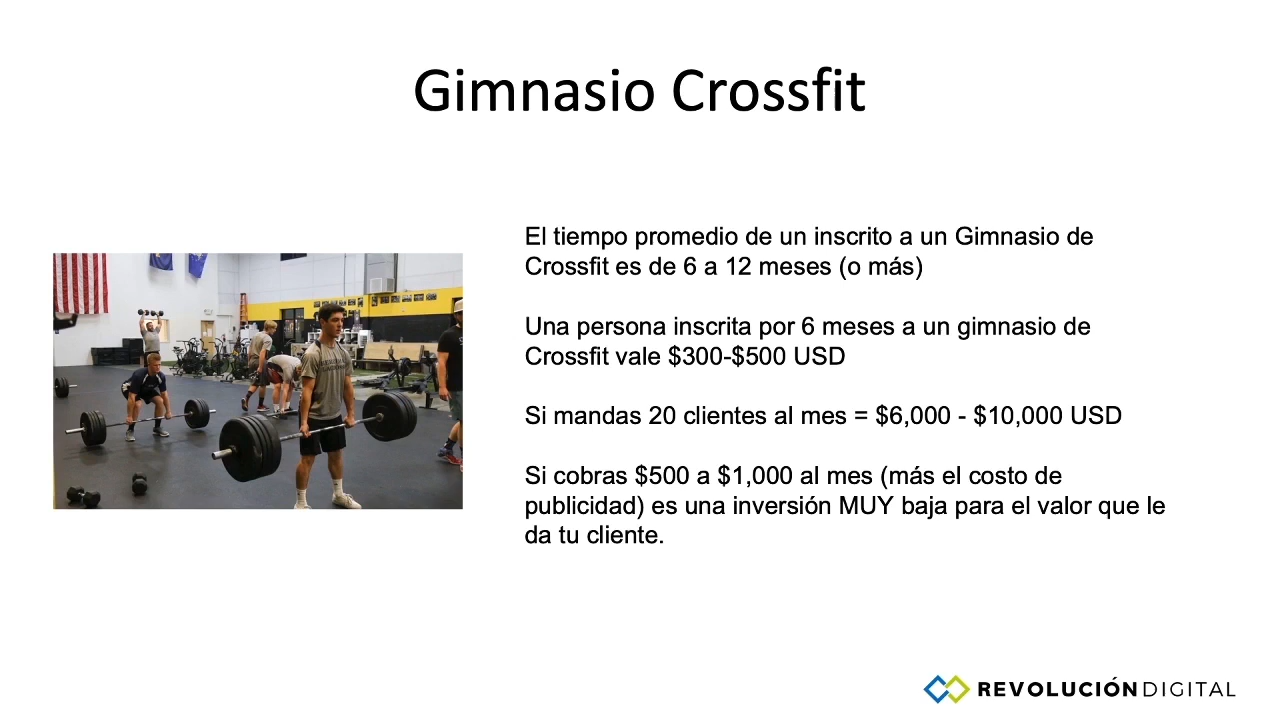 Gimnasio Crossfit
El tiempo promedio de un inscrito a un Gimnasio de
Crossfit es de 6 a 12 meses (o más)
Una persona inscrita por 6 meses a un gimnasio de
Crossfit vale $300-$500 USD
Si mandas 20 clientes al mes = $6,000 - $10,000 USD
Si cobras $500 a $1,000 al mes (más el costo de
publicidad) es una inversión MUY baja para el valor que le
da tu cliente.
REVOLUCIÓN DIGITAL